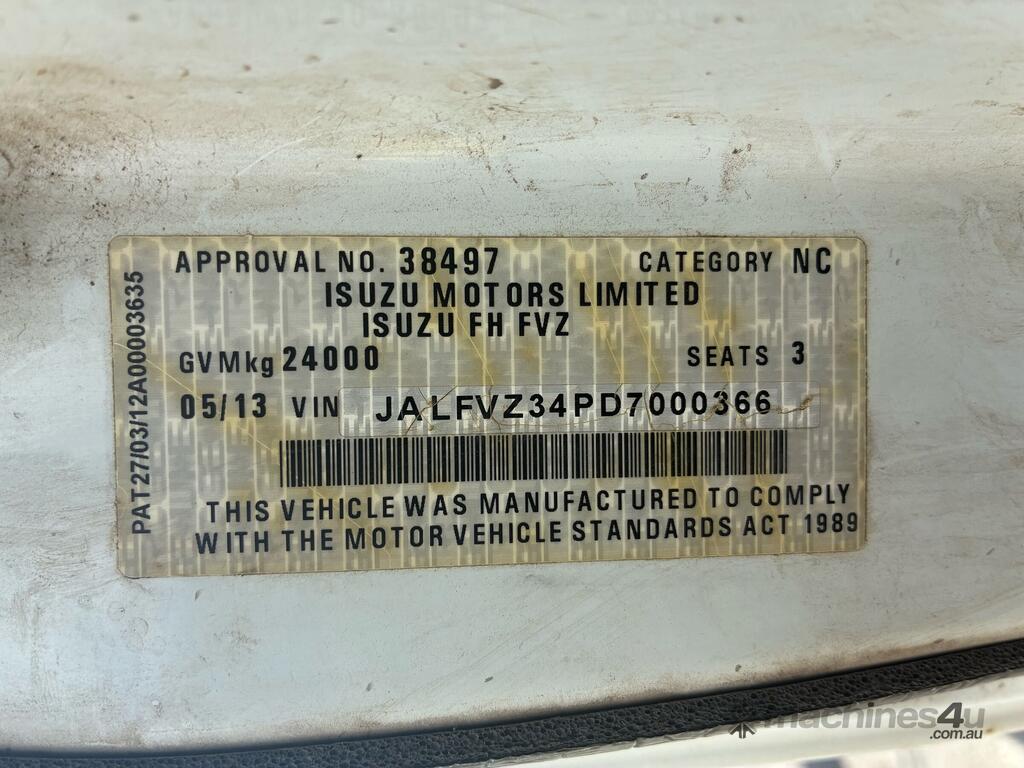 APPROVAL NO. 38497 CATEGORY NC
ISUZU MOTORS LIMITED
ISUZU FH FVZ
GVMkg 24000 SEATS 3
05/13 VIN JALFVZ34PD7000366
THIS VEHICLE WAS MANUFACTURED TO COMPLY
WITH THE MOTOR VEHICLE STANDARDS ACT 1989
PAT27/03/12A00003635
machines4u
.com.au